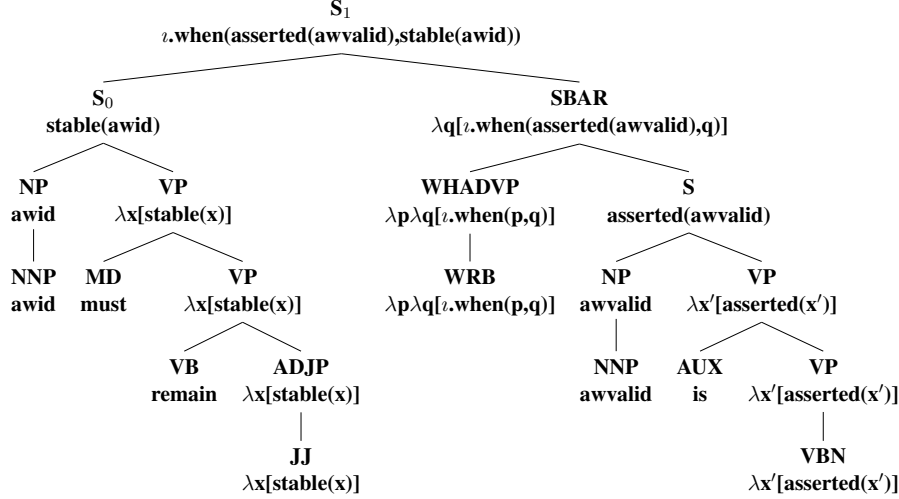 S₁
ı.when(asserted(awvalid),stable(awid))
S₀ SBAR
stable(awid) λq[ı.when(asserted(awvalid),q)]
NP VP WHADVP S
awid λx[stable(x)] λpλq[ı.when(p,q)] asserted(awvalid)
NNP MD VP WRB NP VP
awid must λx[stable(x)] λpλq[ı.when(p,q)] awvalid λx′[asserted(x′)]
VB ADJP NNP AUX VP
remain λx[stable(x)] awvalid is λx′[asserted(x′)]
JJ VBN
λx[stable(x)] λx′[asserted(x′)]